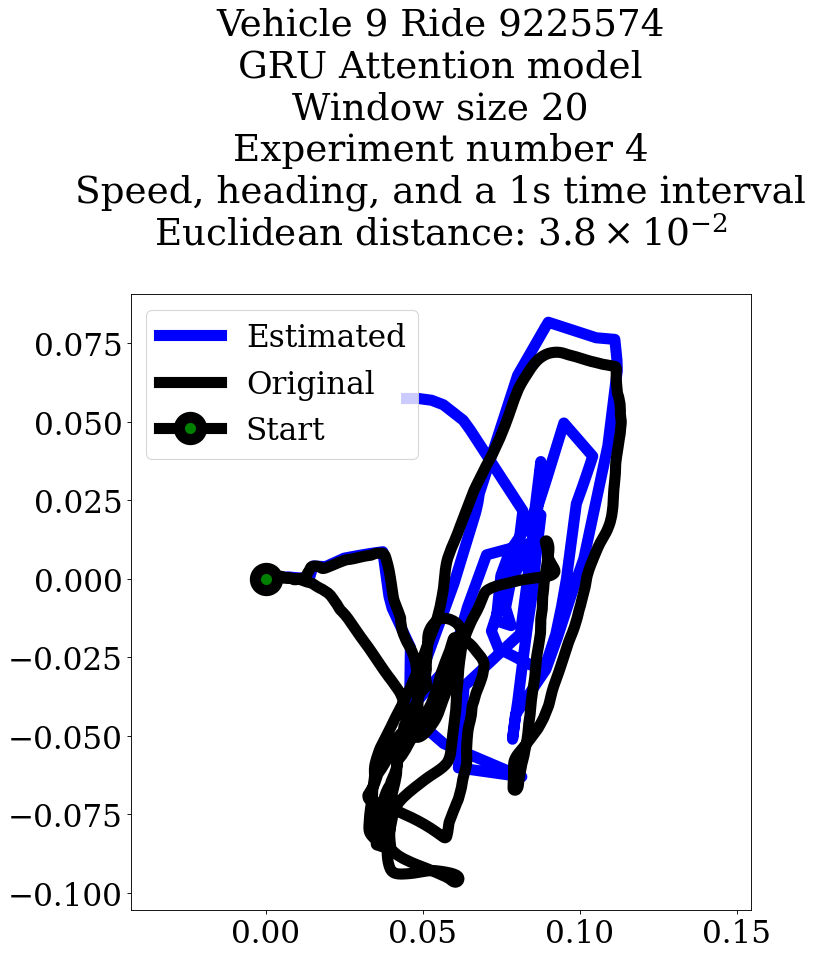 Vehicle 9 Ride 9225574
GRU Attention model
Window size 20
Experiment number 4
Speed, heading, and a 1s time interval
Euclidean distance: 3.8 × 10⁻²
Estimated
Original
Start
0.075
0.050
0.025
0.000
−0.025
−0.050
−0.075
−0.100
0.00 0.05 0.10 0.15